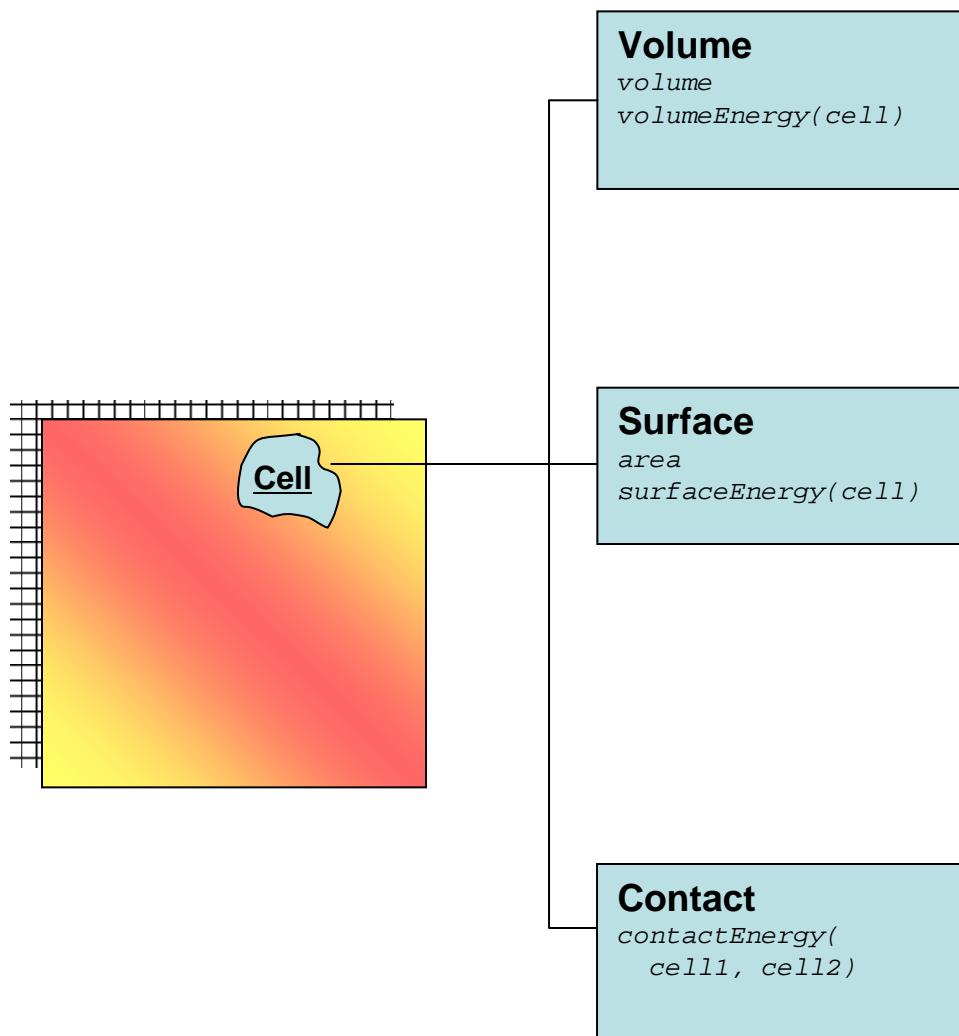 Volume
volume
volumeEnergy(cell)
Surface
area
surfaceEnergy(cell)
Cell
Contact
contactEnergy(
cell1, cell2)